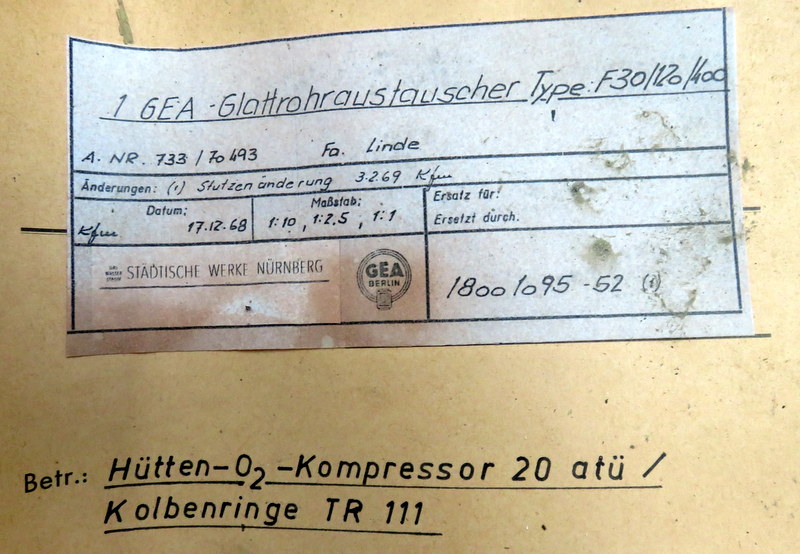 1 GEA - Glattrohraustauscher Type: F30/120/400
A. NR. 733 / 70 493 Fa. Linde
Änderungen: (1) Stutzenänderung 3.2.69
Datum: 17.12.68
Maßstab: 1:10, 1:2,5, 1:1
Ersatz für:
Ersetzt durch.
STÄDTISCHE WERKE NÜRNBERG
GEA
BERLIN
18001095 - 52 (1)
Betr.: Hütten-O2-Kompressor 20 atü /
Kolbenringe TR 111